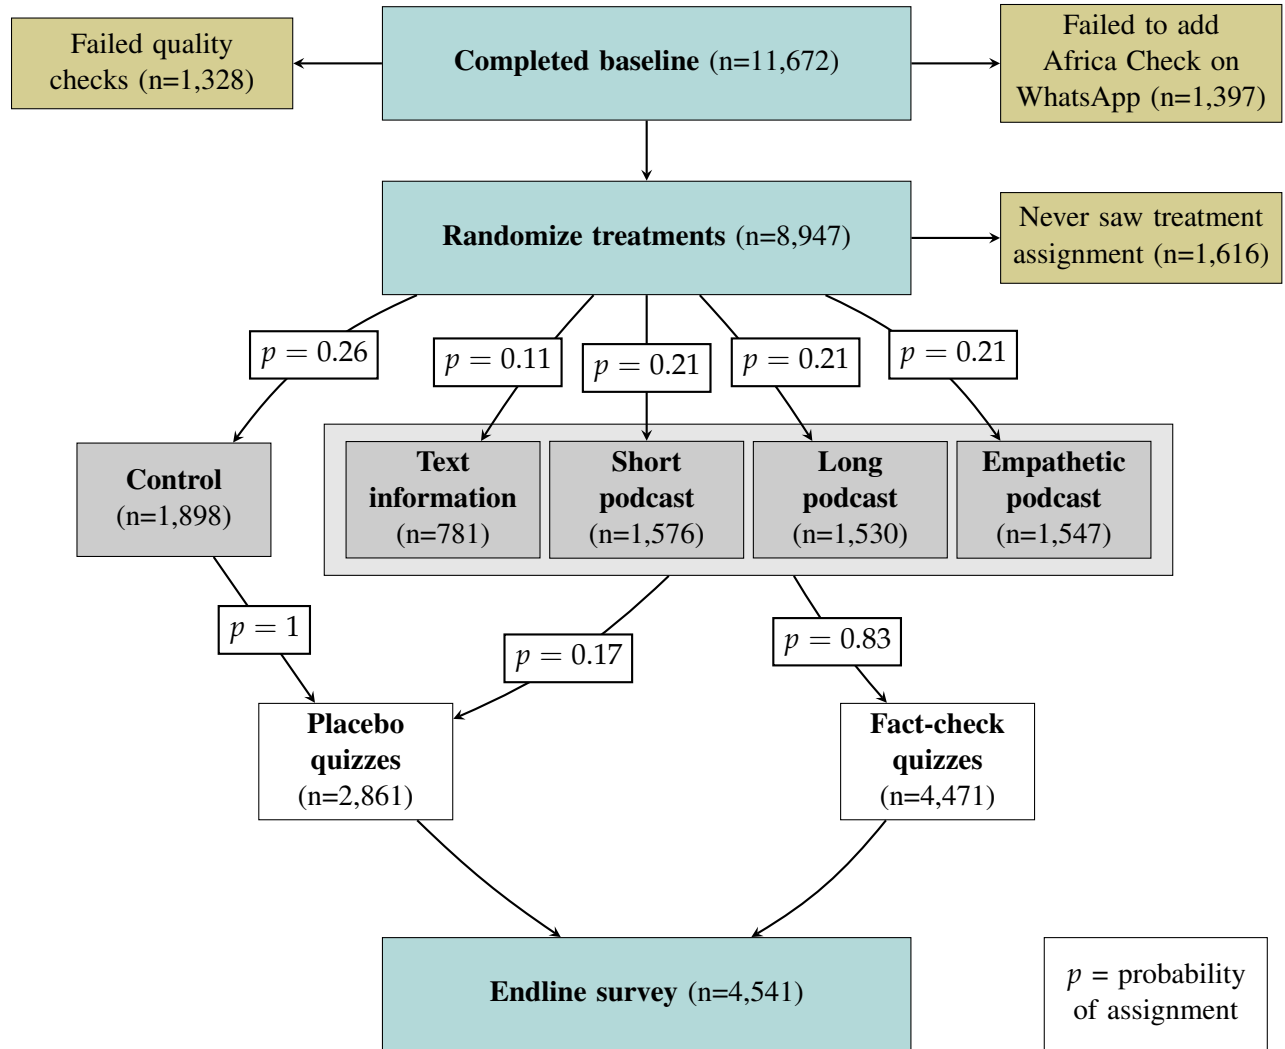 Failed quality
checks (n=1,328)
Completed baseline (n=11,672)
Failed to add
Africa Check on
WhatsApp (n=1,397)
Randomize treatments (n=8,947)
Never saw treatment
assignment (n=1,616)
p = 0.26
p = 0.11
p = 0.21
p = 0.21
p = 0.21
Control
(n=1,898)
Text
information
(n=781)
Short
podcast
(n=1,576)
Long
podcast
(n=1,530)
Empathetic
podcast
(n=1,547)
p = 1
p = 0.17
p = 0.83
Placebo
quizzes
(n=2,861)
Fact-check
quizzes
(n=4,471)
Endline survey (n=4,541)
p = probability
of assignment